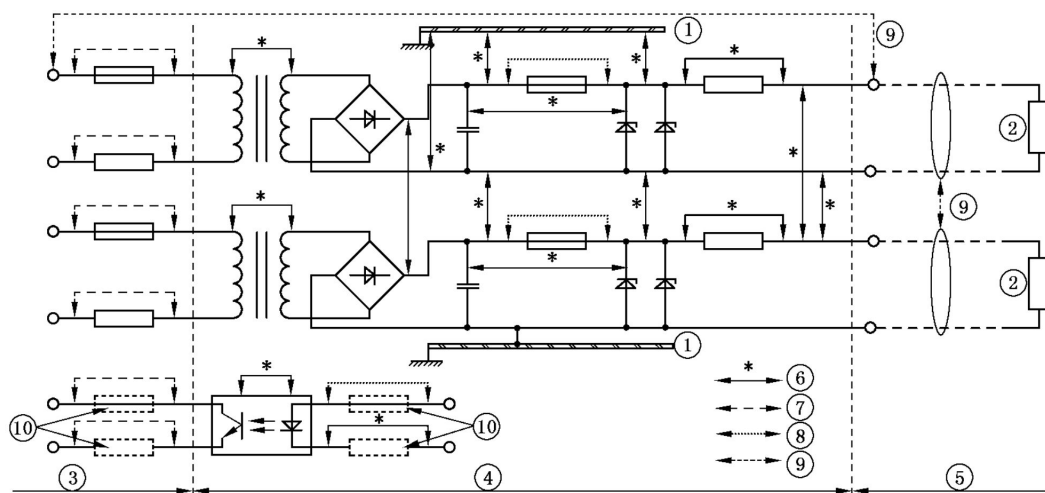 * ① ⑨
* * *
* *
* ②
* * ⑨
* * * *
* ②
①
* * ⑥
⑩ * ⑩ ⑦
⑧
⑨
③ ④ ⑤